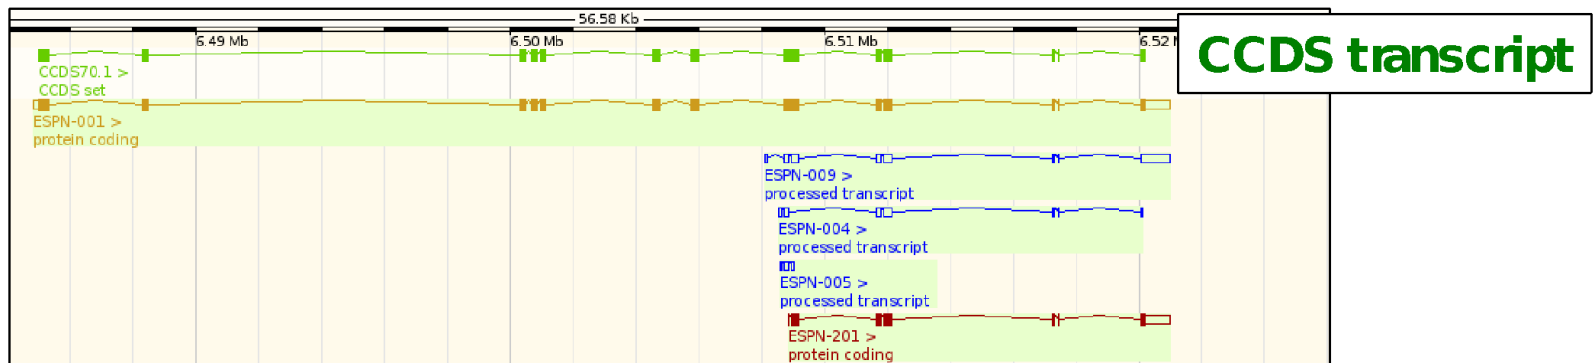 56.58 Kb
6.49 Mb
6.50 Mb
6.51 Mb
6.52
CCDS transcript
CCDS70.1 >
CCDS set
ESPN-001 >
protein coding
ESPN-009 >
processed transcript
ESPN-004 >
processed transcript
ESPN-005 >
processed transcript
ESPN-201 >
protein coding